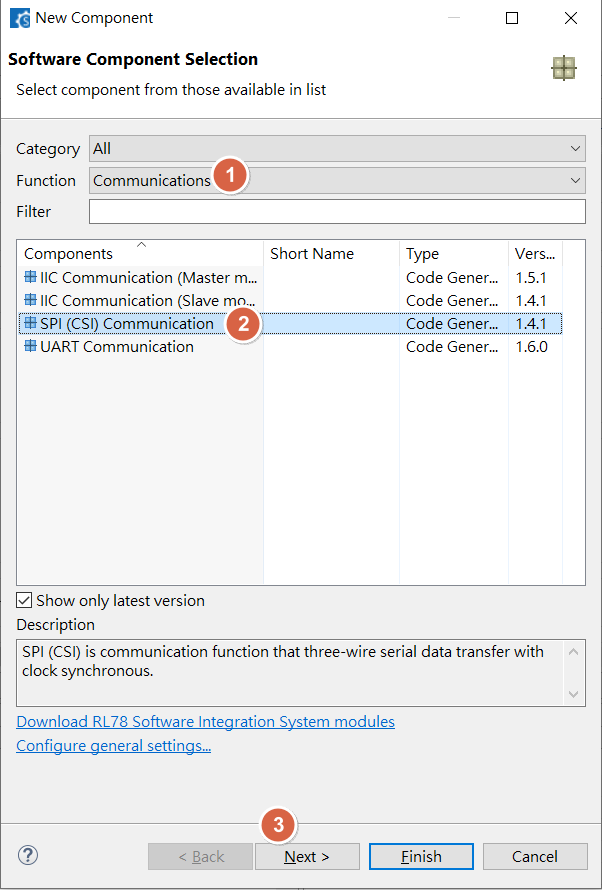 New Component
Software Component Selection
Select component from those available in list
Category All
Function Communications 1
Filter
Components Short Name Type Vers...
IIC Communication (Master m... Code Gener... 1.5.1
IIC Communication (Slave mo... Code Gener... 1.4.1
SPI (CSI) Communication 2 Code Gener... 1.4.1
UART Communication Code Gener... 1.6.0
Show only latest version
Description
SPI (CSI) is communication function that three-wire serial data transfer with
clock synchronous.
Download RL78 Software Integration System modules
Configure general settings...
3
? < Back Next > Finish Cancel